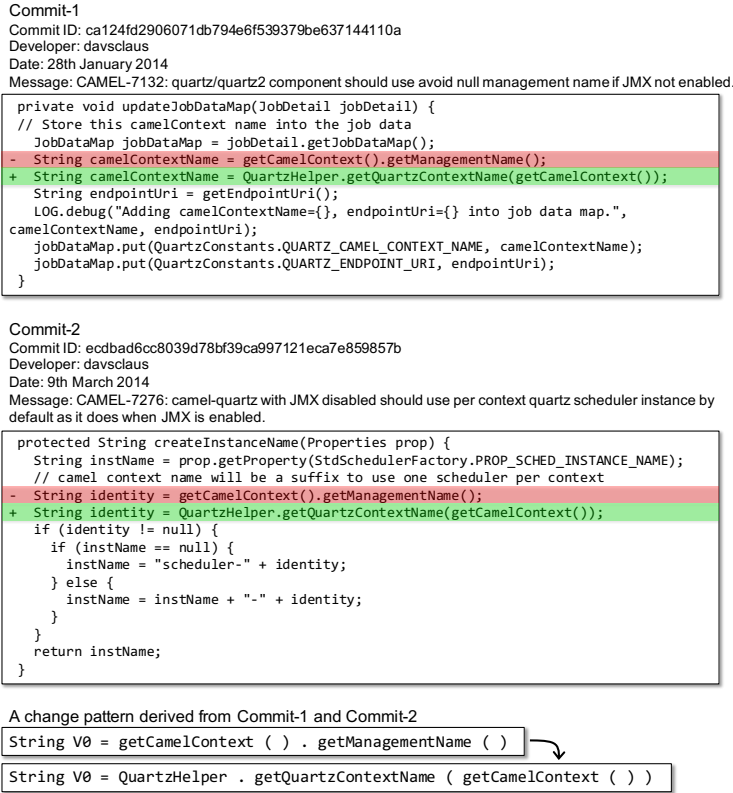 Commit-1
Commit ID: ca124fd2906071db794e6f539379be637144110a
Developer: davsclaus
Date: 28th January 2014
Message: CAMEL-7132: quartz/quartz2 component should use avoid null management name if JMX not enabled.
private void updateJobDataMap(JobDetail jobDetail) {
// Store this camelContext name into the job data
JobDataMap jobDataMap = jobDetail.getJobDataMap();
- String camelContextName = getCamelContext().getManagementName();
+ String camelContextName = QuartzHelper.getQuartzContextName(getCamelContext());
String endpointUri = getEndpointUri();
LOG.debug("Adding camelContextName={}, endpointUri={} into job data map.",
camelContextName, endpointUri);
jobDataMap.put(QuartzConstants.QUARTZ_CAMEL_CONTEXT_NAME, camelContextName);
jobDataMap.put(QuartzConstants.QUARTZ_ENDPOINT_URI, endpointUri);
}
Commit-2
Commit ID: ecdbad6cc8039d78bf39ca997121eca7e859857b
Developer: davsclaus
Date: 9th March 2014
Message: CAMEL-7276: camel-quartz with JMX disabled should use per context quartz scheduler instance by
default as it does when JMX is enabled.
protected String createInstanceName(Properties prop) {
String instName = prop.getProperty(StdSchedulerFactory.PROP_SCHED_INSTANCE_NAME);
// camel context name will be a suffix to use one scheduler per context
- String identity = getCamelContext().getManagementName();
+ String identity = QuartzHelper.getQuartzContextName(getCamelContext());
if (identity != null) {
if (instName == null) {
instName = "scheduler-" + identity;
} else {
instName = instName + "-" + identity;
}
}
return instName;
}
A change pattern derived from Commit-1 and Commit-2
String V0 = getCamelContext ( ) . getManagementName ( )
String V0 = QuartzHelper . getQuartzContextName ( getCamelContext ( ) )